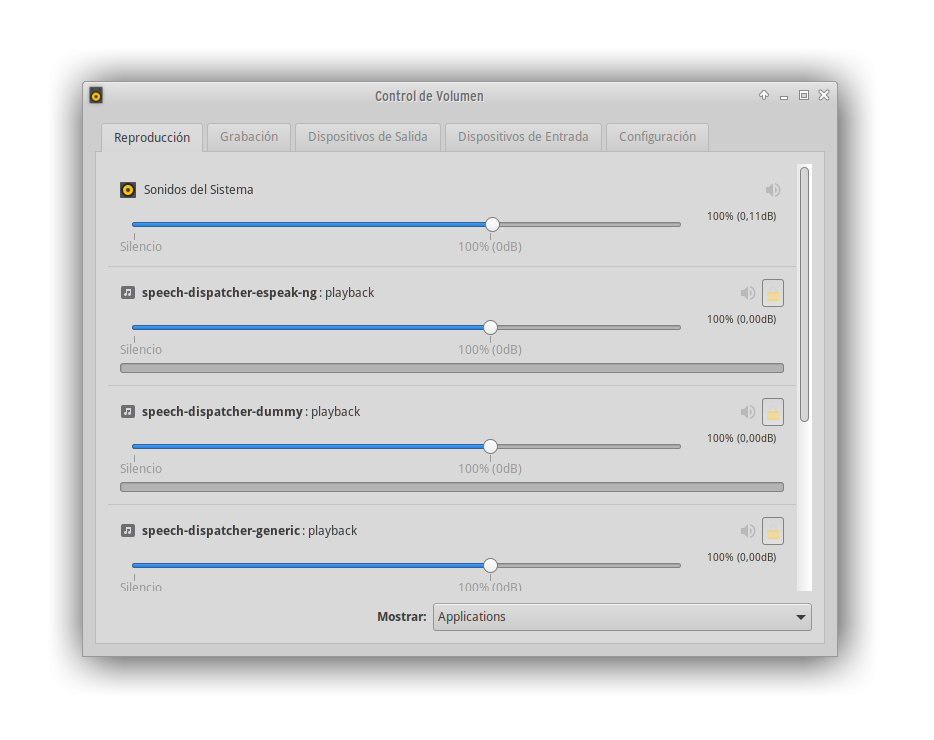 Control de Volumen
Reproducción Grabación Dispositivos de Salida Dispositivos de Entrada Configuración
Sonidos del Sistema
100% (0,11dB)
Silencio 100% (0dB)
speech-dispatcher-espeak-ng : playback
100% (0,00dB)
Silencio 100% (0dB)
speech-dispatcher-dummy : playback
100% (0,00dB)
Silencio 100% (0dB)
speech-dispatcher-generic : playback
100% (0,00dB)
Silencio 100% (0dB)
Mostrar: Applications